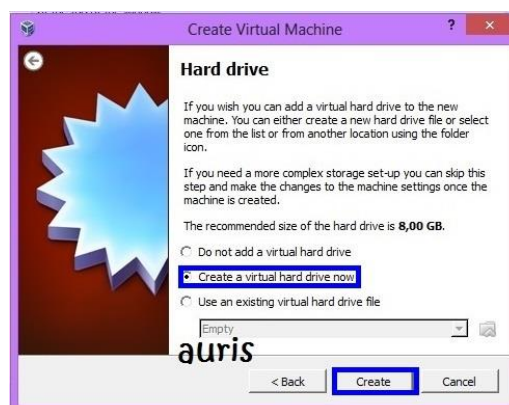 Create Virtual Machine
?
×
Hard drive
If you wish you can add a virtual hard drive to the new
machine. You can either create a new hard drive file or select
one from the list or from another location using the folder
icon.
If you need a more complex storage set-up you can skip this
step and make the changes to the machine settings once the
machine is created.
The recommended size of the hard drive is 8,00 GB.
Do not add a virtual hard drive
Create a virtual hard drive now
Use an existing virtual hard drive file
Empty
auris
< Back
Create
Cancel